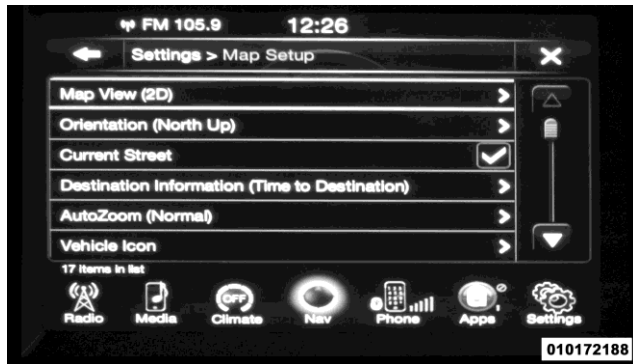 FM 105.9 12:26
Settings > Map Setup
Map View (2D)
Orientation (North Up)
Current Street
Destination Information (Time to Destination)
AutoZoom (Normal)
Vehicle Icon
17 items in list
OFF
Radio Media Climate Nav Phone Apps Settings
010172188